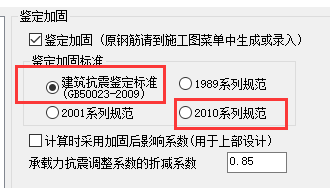 鉴定加固
鉴定加固（原钢筋请到施工图菜单中生成或录入）
鉴定加固标准
建筑抗震鉴定标准
(GB50023-2009)
1989系列规范
2001系列规范
2010系列规范
计算时采用加固后影响系数(用于上部设计)
承载力抗震调整系数的折减系数
0.85